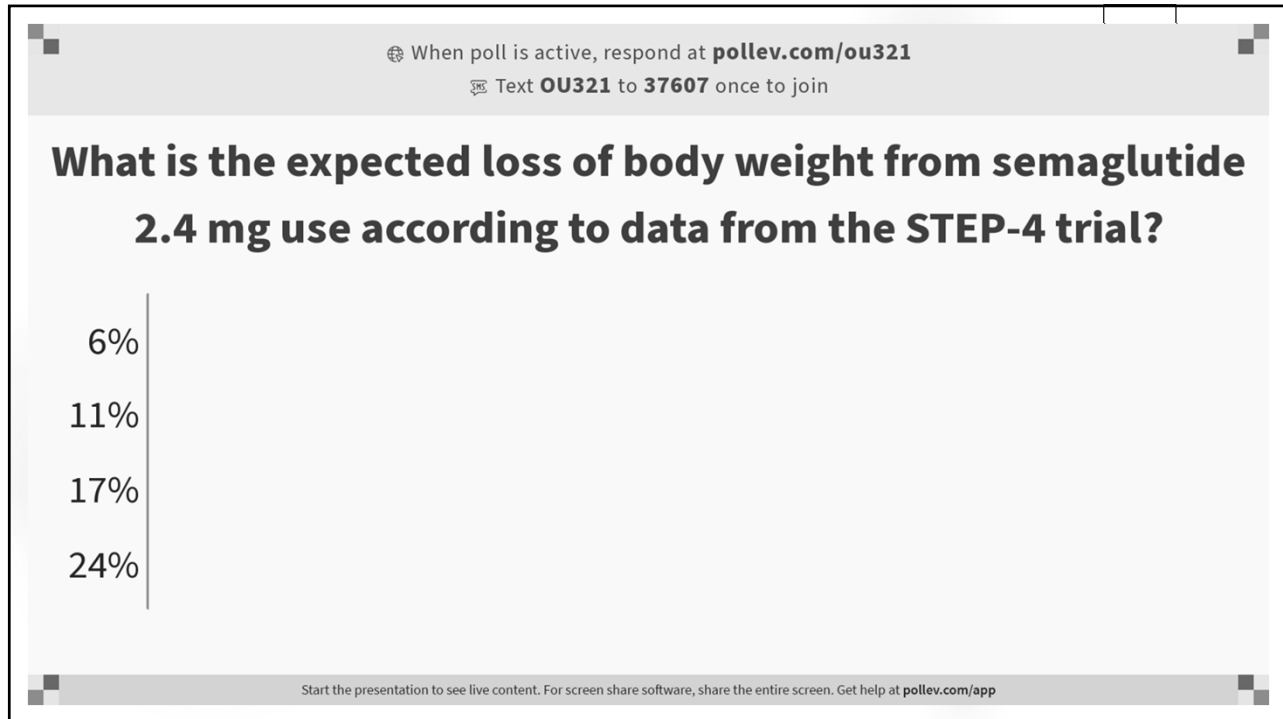 When poll is active, respond at pollev.com/ou321
SMS Text OU321 to 37607 once to join
What is the expected loss of body weight from semaglutide
2.4 mg use according to data from the STEP-4 trial?
6%
11%
17%
24%
Start the presentation to see live content. For screen share software, share the entire screen. Get help at pollev.com/app